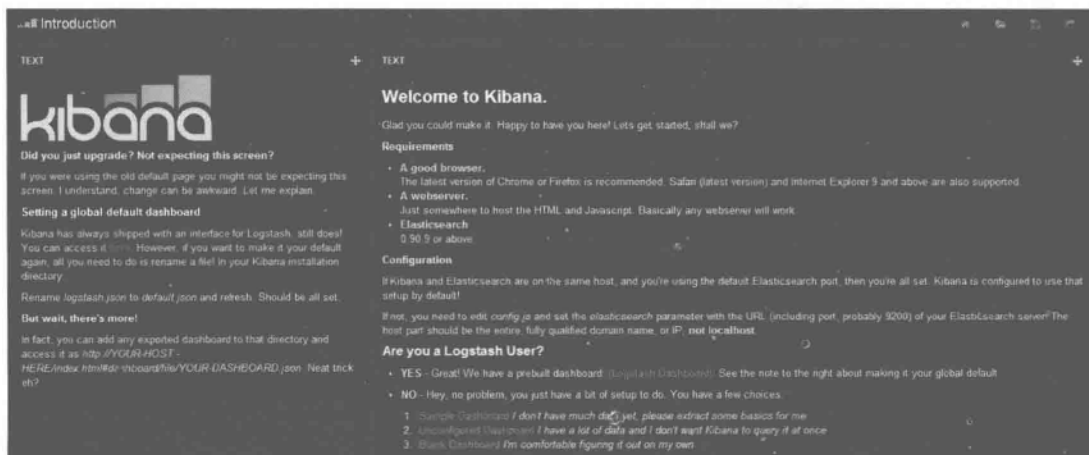 Introduction
TEXT
kibana
Did you just upgrade? Not expecting this screen?
If you were using the old default page you might not be expecting this
screen. I understand, change can be awkward. Let me explain.
Setting a global default dashboard
Kibana has always shipped with an interface for Logstash, still does!
You can access it here. However, if you want to make it your default
again, all you need to do is rename a file! In your Kibana installation
directory
Rename logstash.json to default.json and refresh. Should be all set.
But wait, there's more!
In fact, you can add any exported dashboard to that directory and
access it as http://YOUR-HOST -
HERE/index.html#dashboard/file/YOUR-DASHBOARD.json. Neat trick
eh?
TEXT
Welcome to Kibana.
Glad you could make it. Happy to have you here! Lets get started, shall we?
Requirements
• A good browser.
The latest version of Chrome or Firefox is recommended. Safari (latest version) and Internet Explorer 9 and above are also supported.
• A webserver.
Just somewhere to host the HTML and Javascript. Basically any webserver will work.
• Elasticsearch
0.90.9 or above.
Configuration
If Kibana and Elasticsearch are on the same host, and you're using the default Elasticsearch port, then you're all set. Kibana is configured to use that
setup by default!
If not, you need to edit config.js and set the elasticsearch parameter with the URL (including port, probably 9200) of your Elasticsearch server. The
host part should be the entire, fully qualified domain name, or IP, not localhost.
Are you a Logstash User?
• YES - Great! We have a prebuilt dashboard: (Logstash Dashboard). See the note to the right about making it your global default
• NO - Hey, no problem, you just have a bit of setup to do. You have a few choices:
1. Sample Dashboard I don't have much data yet, please extract some basics for me
2. Unconfigured Dashboard I have a lot of data and I don't want Kibana to query it at once
3. Blank Dashboard I'm comfortable figuring it out on my own